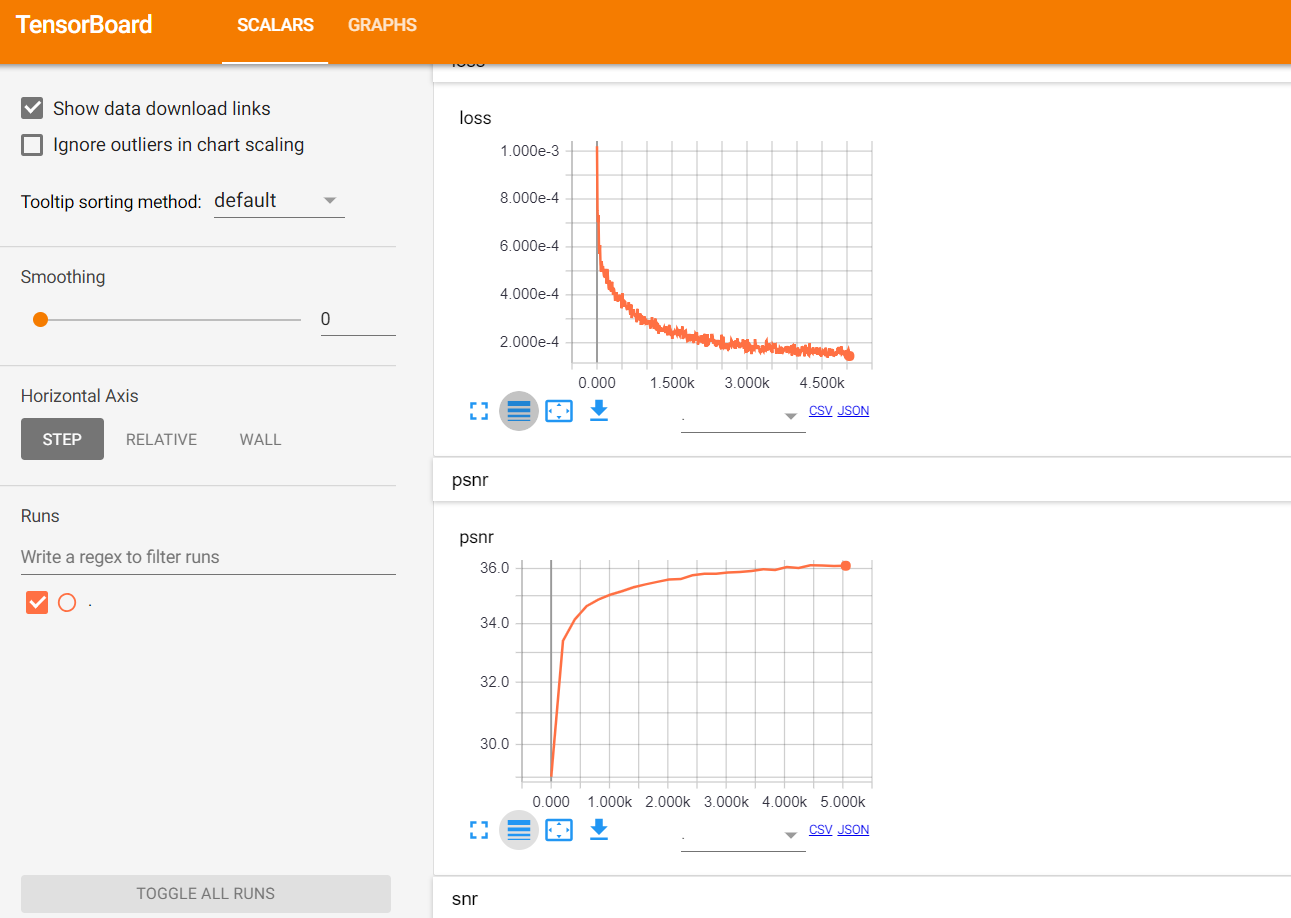 TensorBoard
SCALARS GRAPHS
Show data download links
Ignore outliers in chart scaling
Tooltip sorting method: default
Smoothing
0
Horizontal Axis
STEP RELATIVE WALL
Runs
Write a regex to filter runs
.
TOGGLE ALL RUNS
loss
loss
1.000e-3
8.000e-4
6.000e-4
4.000e-4
2.000e-4
0.000 1.500k 3.000k 4.500k
. CSV JSON
psnr
psnr
36.0
34.0
32.0
30.0
0.000 1.000k 2.000k 3.000k 4.000k 5.000k
. CSV JSON
snr